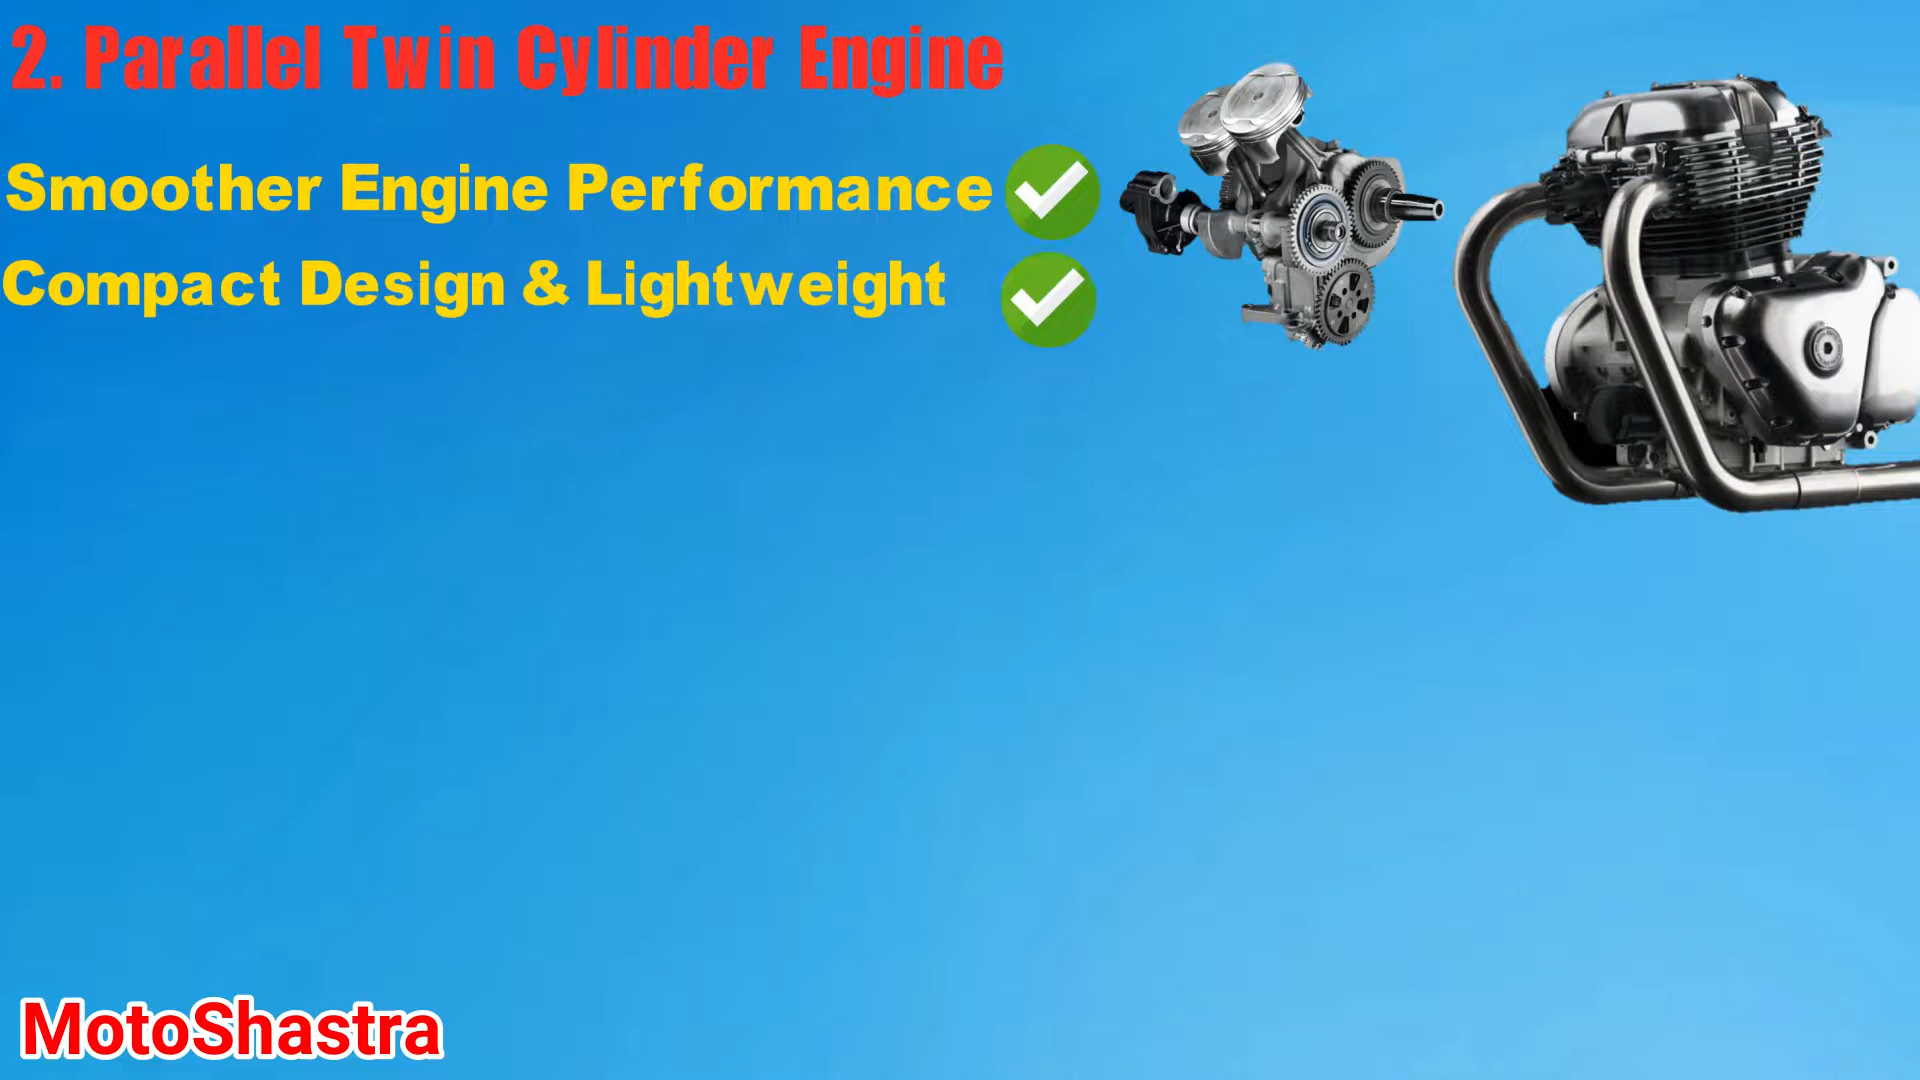 2. Parallel Twin Cylinder Engine
Smoother Engine Performance
Compact Design & Lightweight
MotoShastra